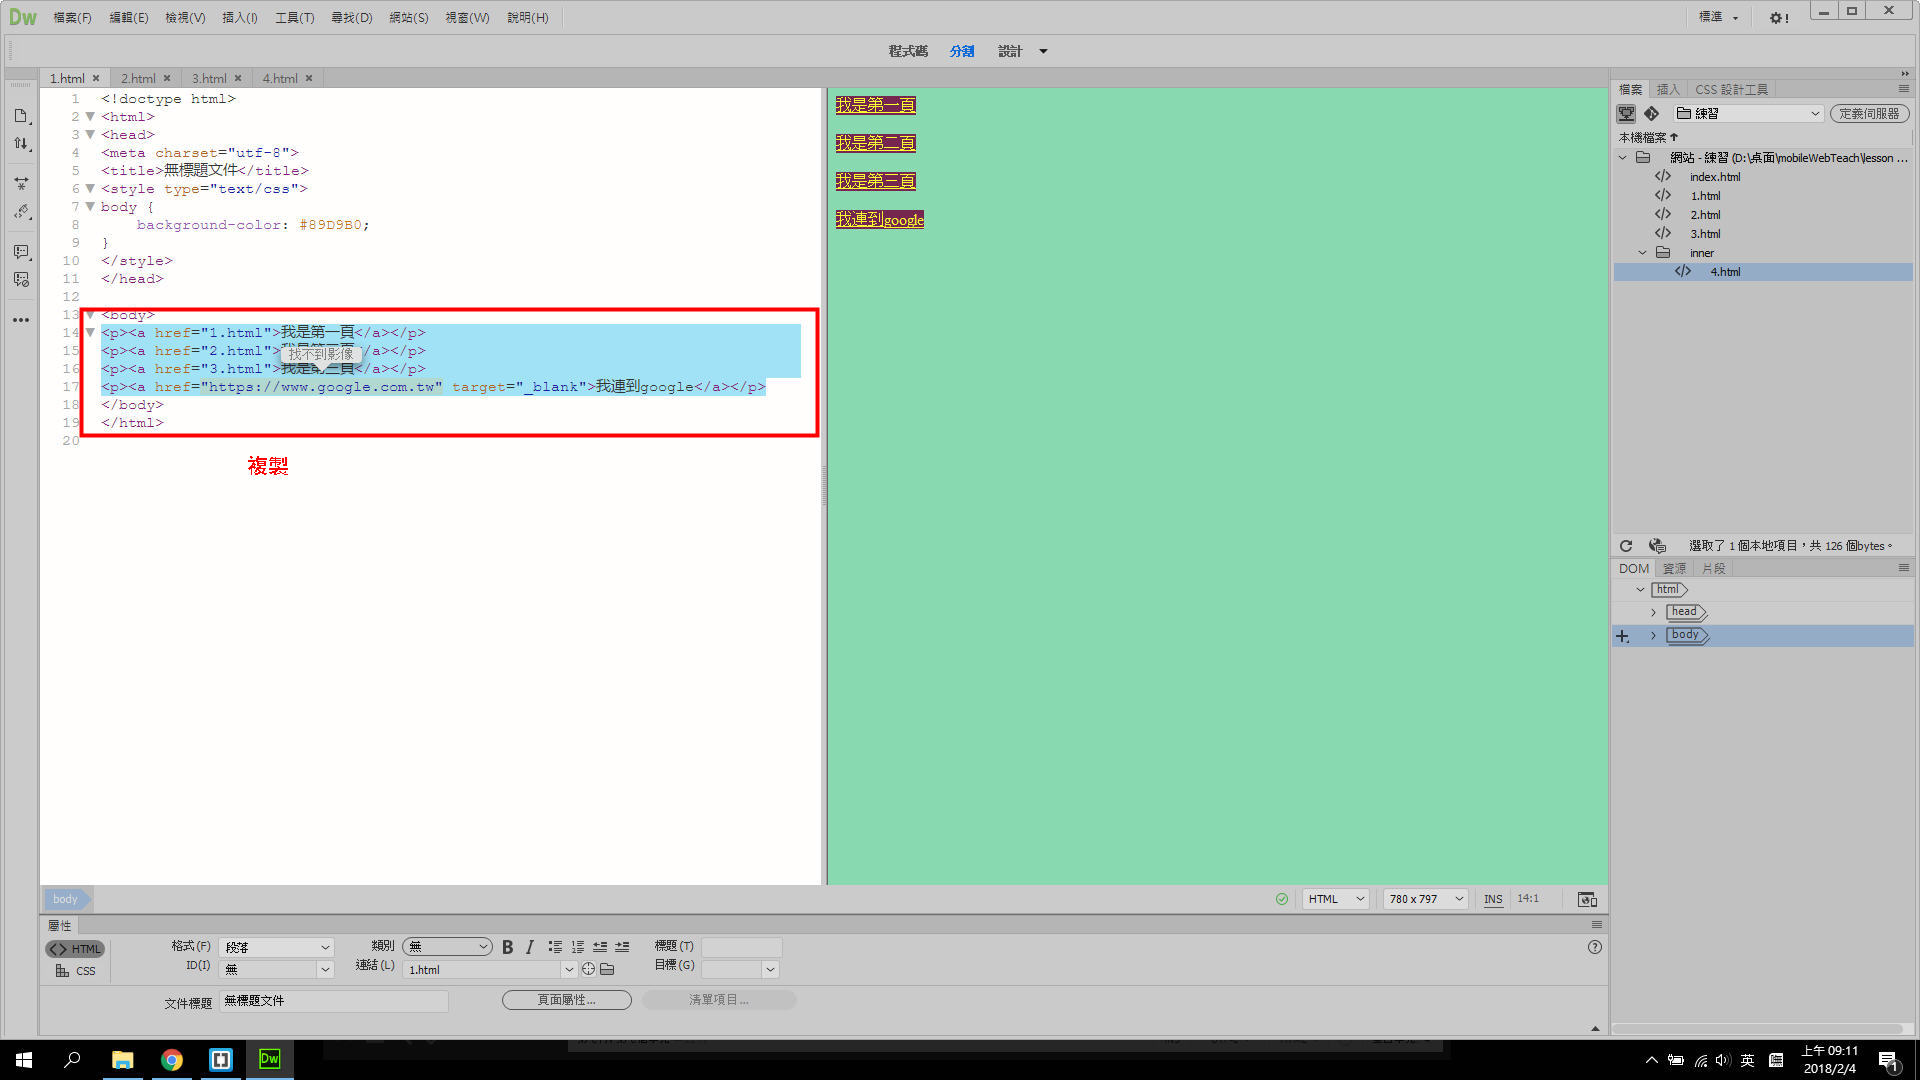 Dw 檔案(F) 編輯(E) 檢視(V) 插入(I) 工具(T) 尋找(D) 網站(S) 視窗(W) 說明(H) 標準
程式碼 分割 設計
1.html 2.html 3.html 4.html
1 <!doctype html>
2 <html>
3 <head>
4 <meta charset="utf-8">
5 <title>無標題文件</title>
6 <style type="text/css">
7 body {
8 background-color: #89D9B0;
9 }
10 </style>
11 </head>
12
13 <body>
14 <p><a href="1.html">我是第一頁</a></p>
15 <p><a href="2.html">我是第二頁</a></p>
找不到影像
16 <p><a href="3.html">我是第三頁</a></p>
17 <p><a href="https://www.google.com.tw" target="_blank">我連到google</a></p>
18 </body>
19 </html>
20
複製
我是第一頁
我是第二頁
我是第三頁
我連到google
檔案 插入 CSS 設計工具
練習 定義伺服器
本機檔案
網站 - 練習 (D:\桌面\mobileWebTeach\lesson ...
index.html
1.html
2.html
3.html
inner
4.html
選取了 1 個本地項目，共 126 個bytes。
DOM 資源 片段
html
head
body
body HTML 780 x 797 INS 14:1
屬性
HTML 格式(F) 段落 類別 無 B I 標題(T)
CSS ID(I) 無 連結(L) 1.html 目標(G)
文件標題 無標題文件 頁面屬性... 清單項目...
Dw 英 上午 09:11
2018/2/4 1